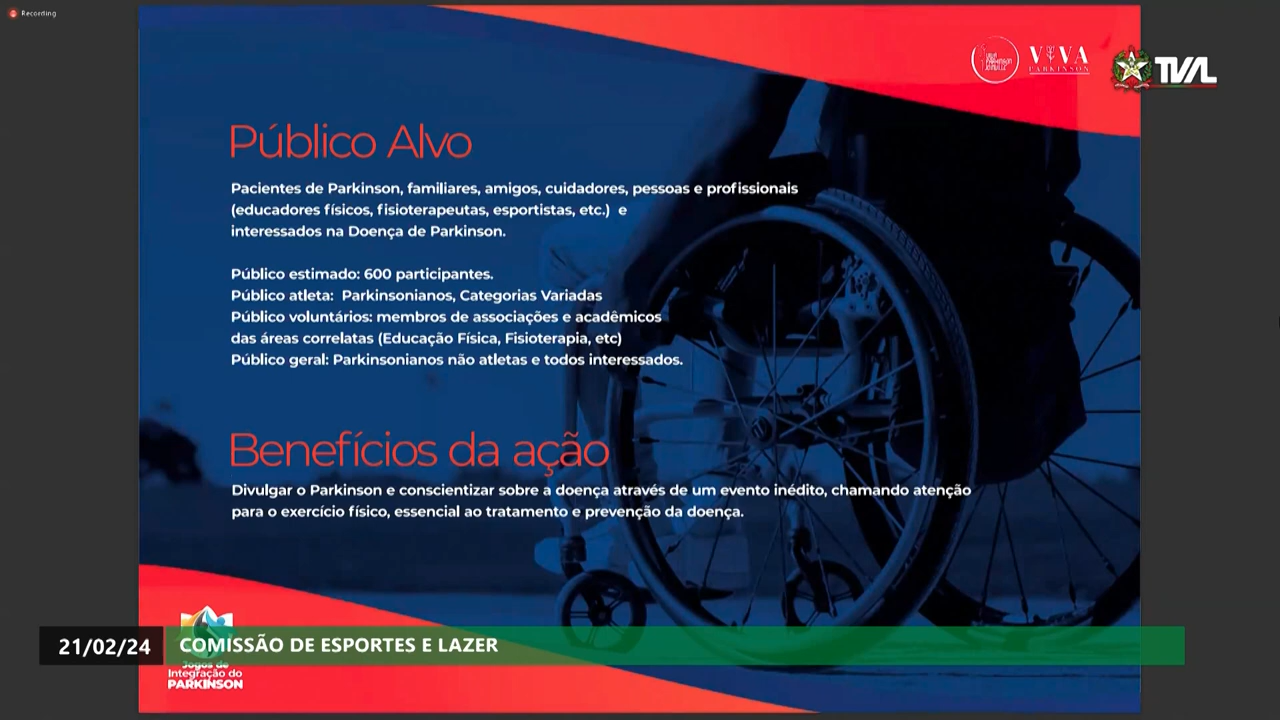 Recording
VIVA
PARKINSON
TVAL
Público Alvo
Pacientes de Parkinson, familiares, amigos, cuidadores, pessoas e profissionais
(educadores físicos, fisioterapeutas, esportistas, etc.) e
interessados na Doença de Parkinson.
Público estimado: 600 participantes.
Público atleta: Parkinsonianos, Categorias Variadas
Público voluntários: membros de associações e acadêmicos
das áreas correlatas (Educação Física, Fisioterapia, etc)
Público geral: Parkinsonianos não atletas e todos interessados.
Benefícios da ação
Divulgar o Parkinson e conscientizar sobre a doença através de um evento inédito, chamando atenção
para o exercício físico, essencial ao tratamento e prevenção da doença.
21/02/24
COMISSÃO DE ESPORTES E LAZER
Jogos de
Integração do
PARKINSON